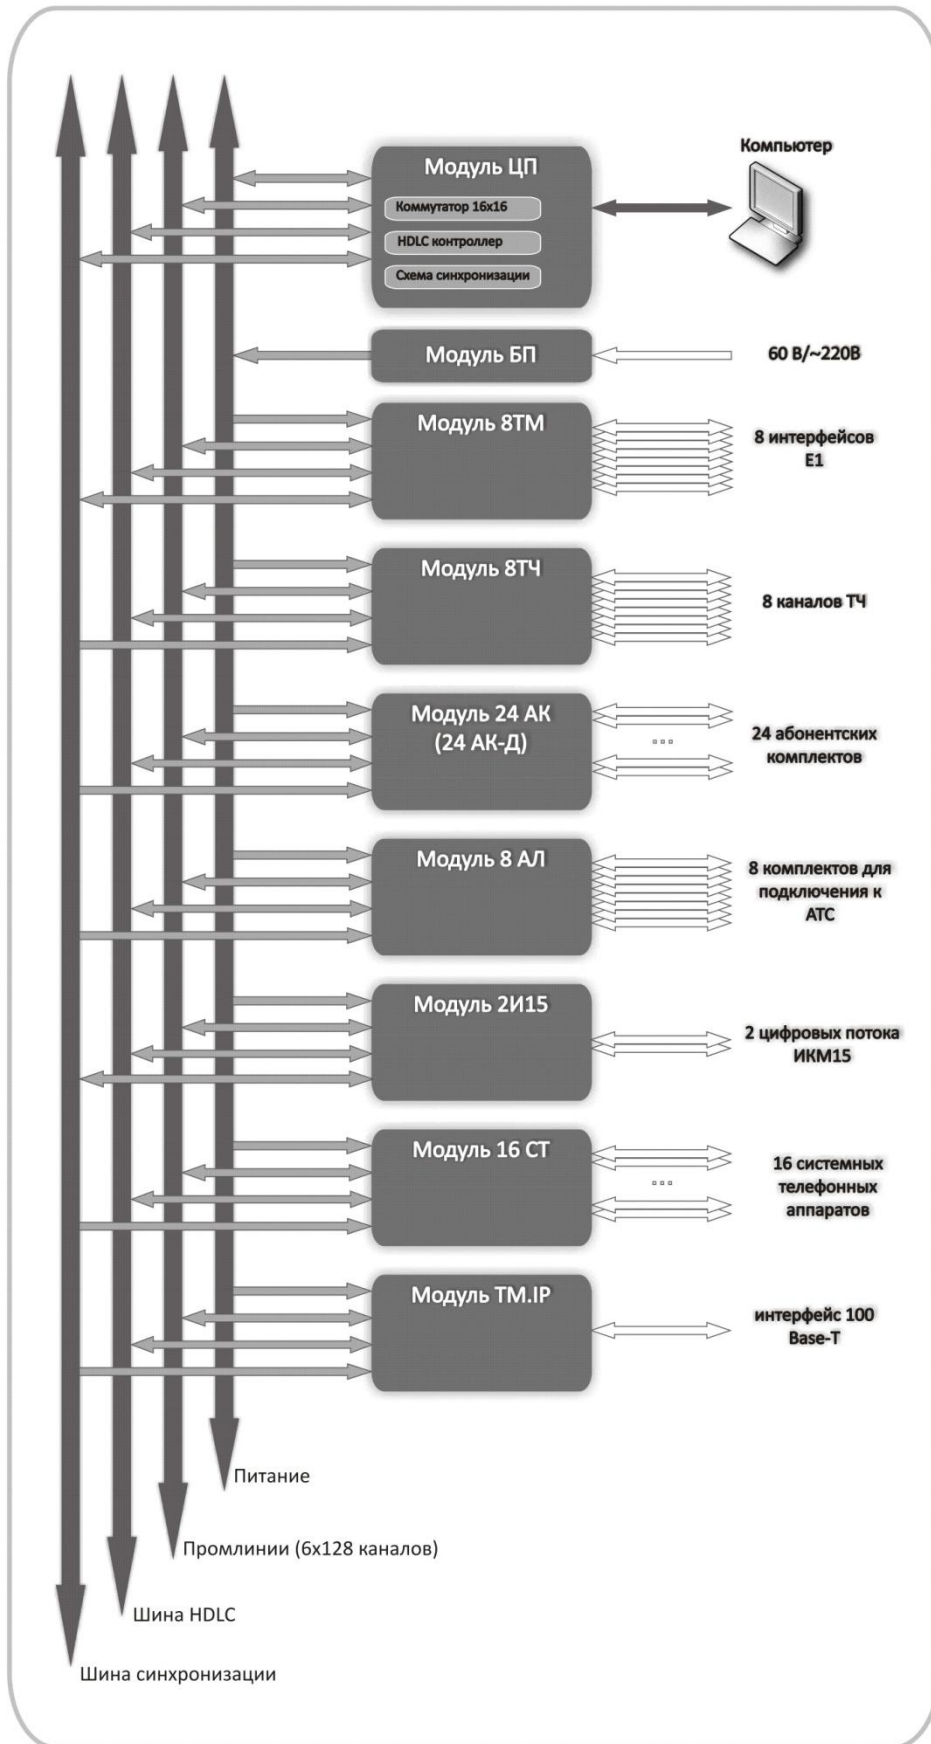 Модуль ЦП
Коммутатор 16х16
HDLC контроллер
Схема синхронизации
Компьютер
Модуль БП
60 В/~220В
Модуль 8ТМ
8 интерфейсов
Е1
Модуль 8ТЧ
8 каналов ТЧ
Модуль 24 АК
(24 АК-Д)
24 абонентских
комплектов
Модуль 8 АЛ
8 комплектов для
подключения к
АТС
Модуль 2И15
2 цифровых потока
ИКМ15
Модуль 16 СТ
16 системных
телефонных
аппаратов
Модуль TM.IP
интерфейс 100
Base-T
Питание
Промлинии (6х128 каналов)
Шина HDLC
Шина синхронизации